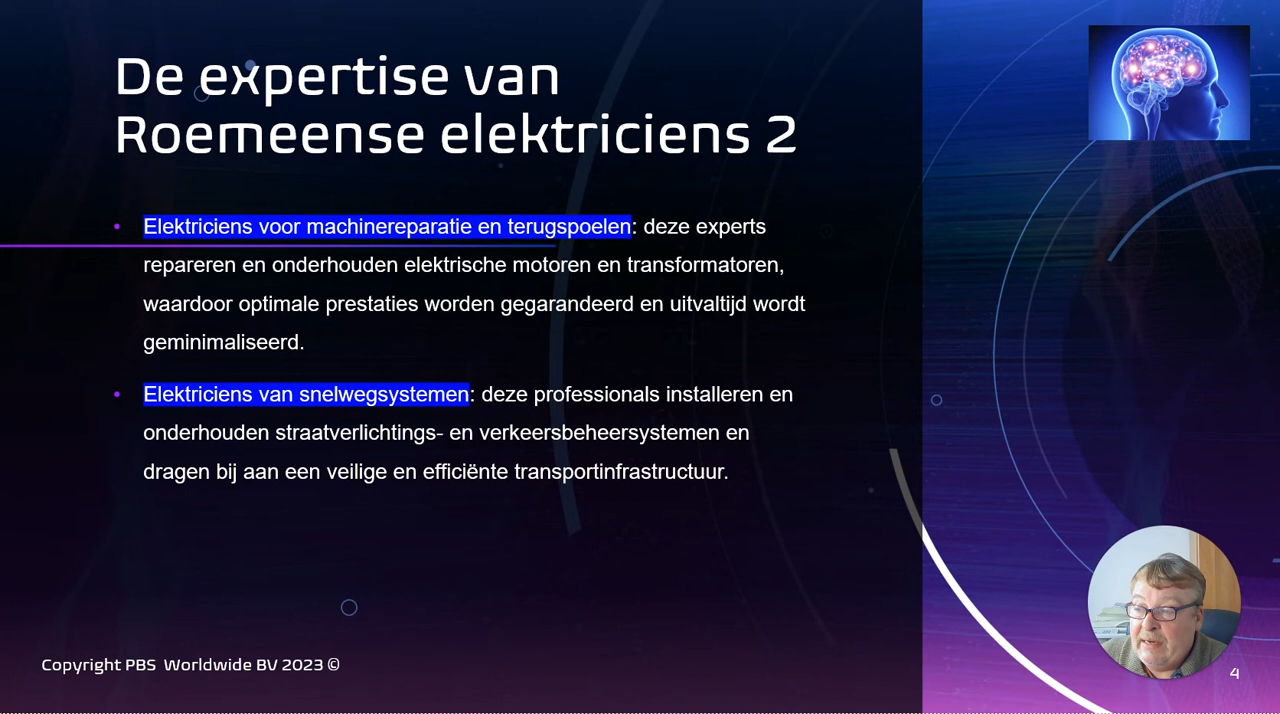 De expertise van
Roemeense elektriciens 2
• Elektriciens voor machinereparatie en terugspoelen: deze experts
repareren en onderhouden elektrische motoren en transformatoren,
waardoor optimale prestaties worden gegarandeerd en uitvaltijd wordt
geminimaliseerd.
• Elektriciens van snelwegsystemen: deze professionals installeren en
onderhouden straatverlichtings- en verkeersbeheersystemen en
dragen bij aan een veilige en efficiënte transportinfrastructuur.
Copyright PBS Worldwide BV 2023 ©
4